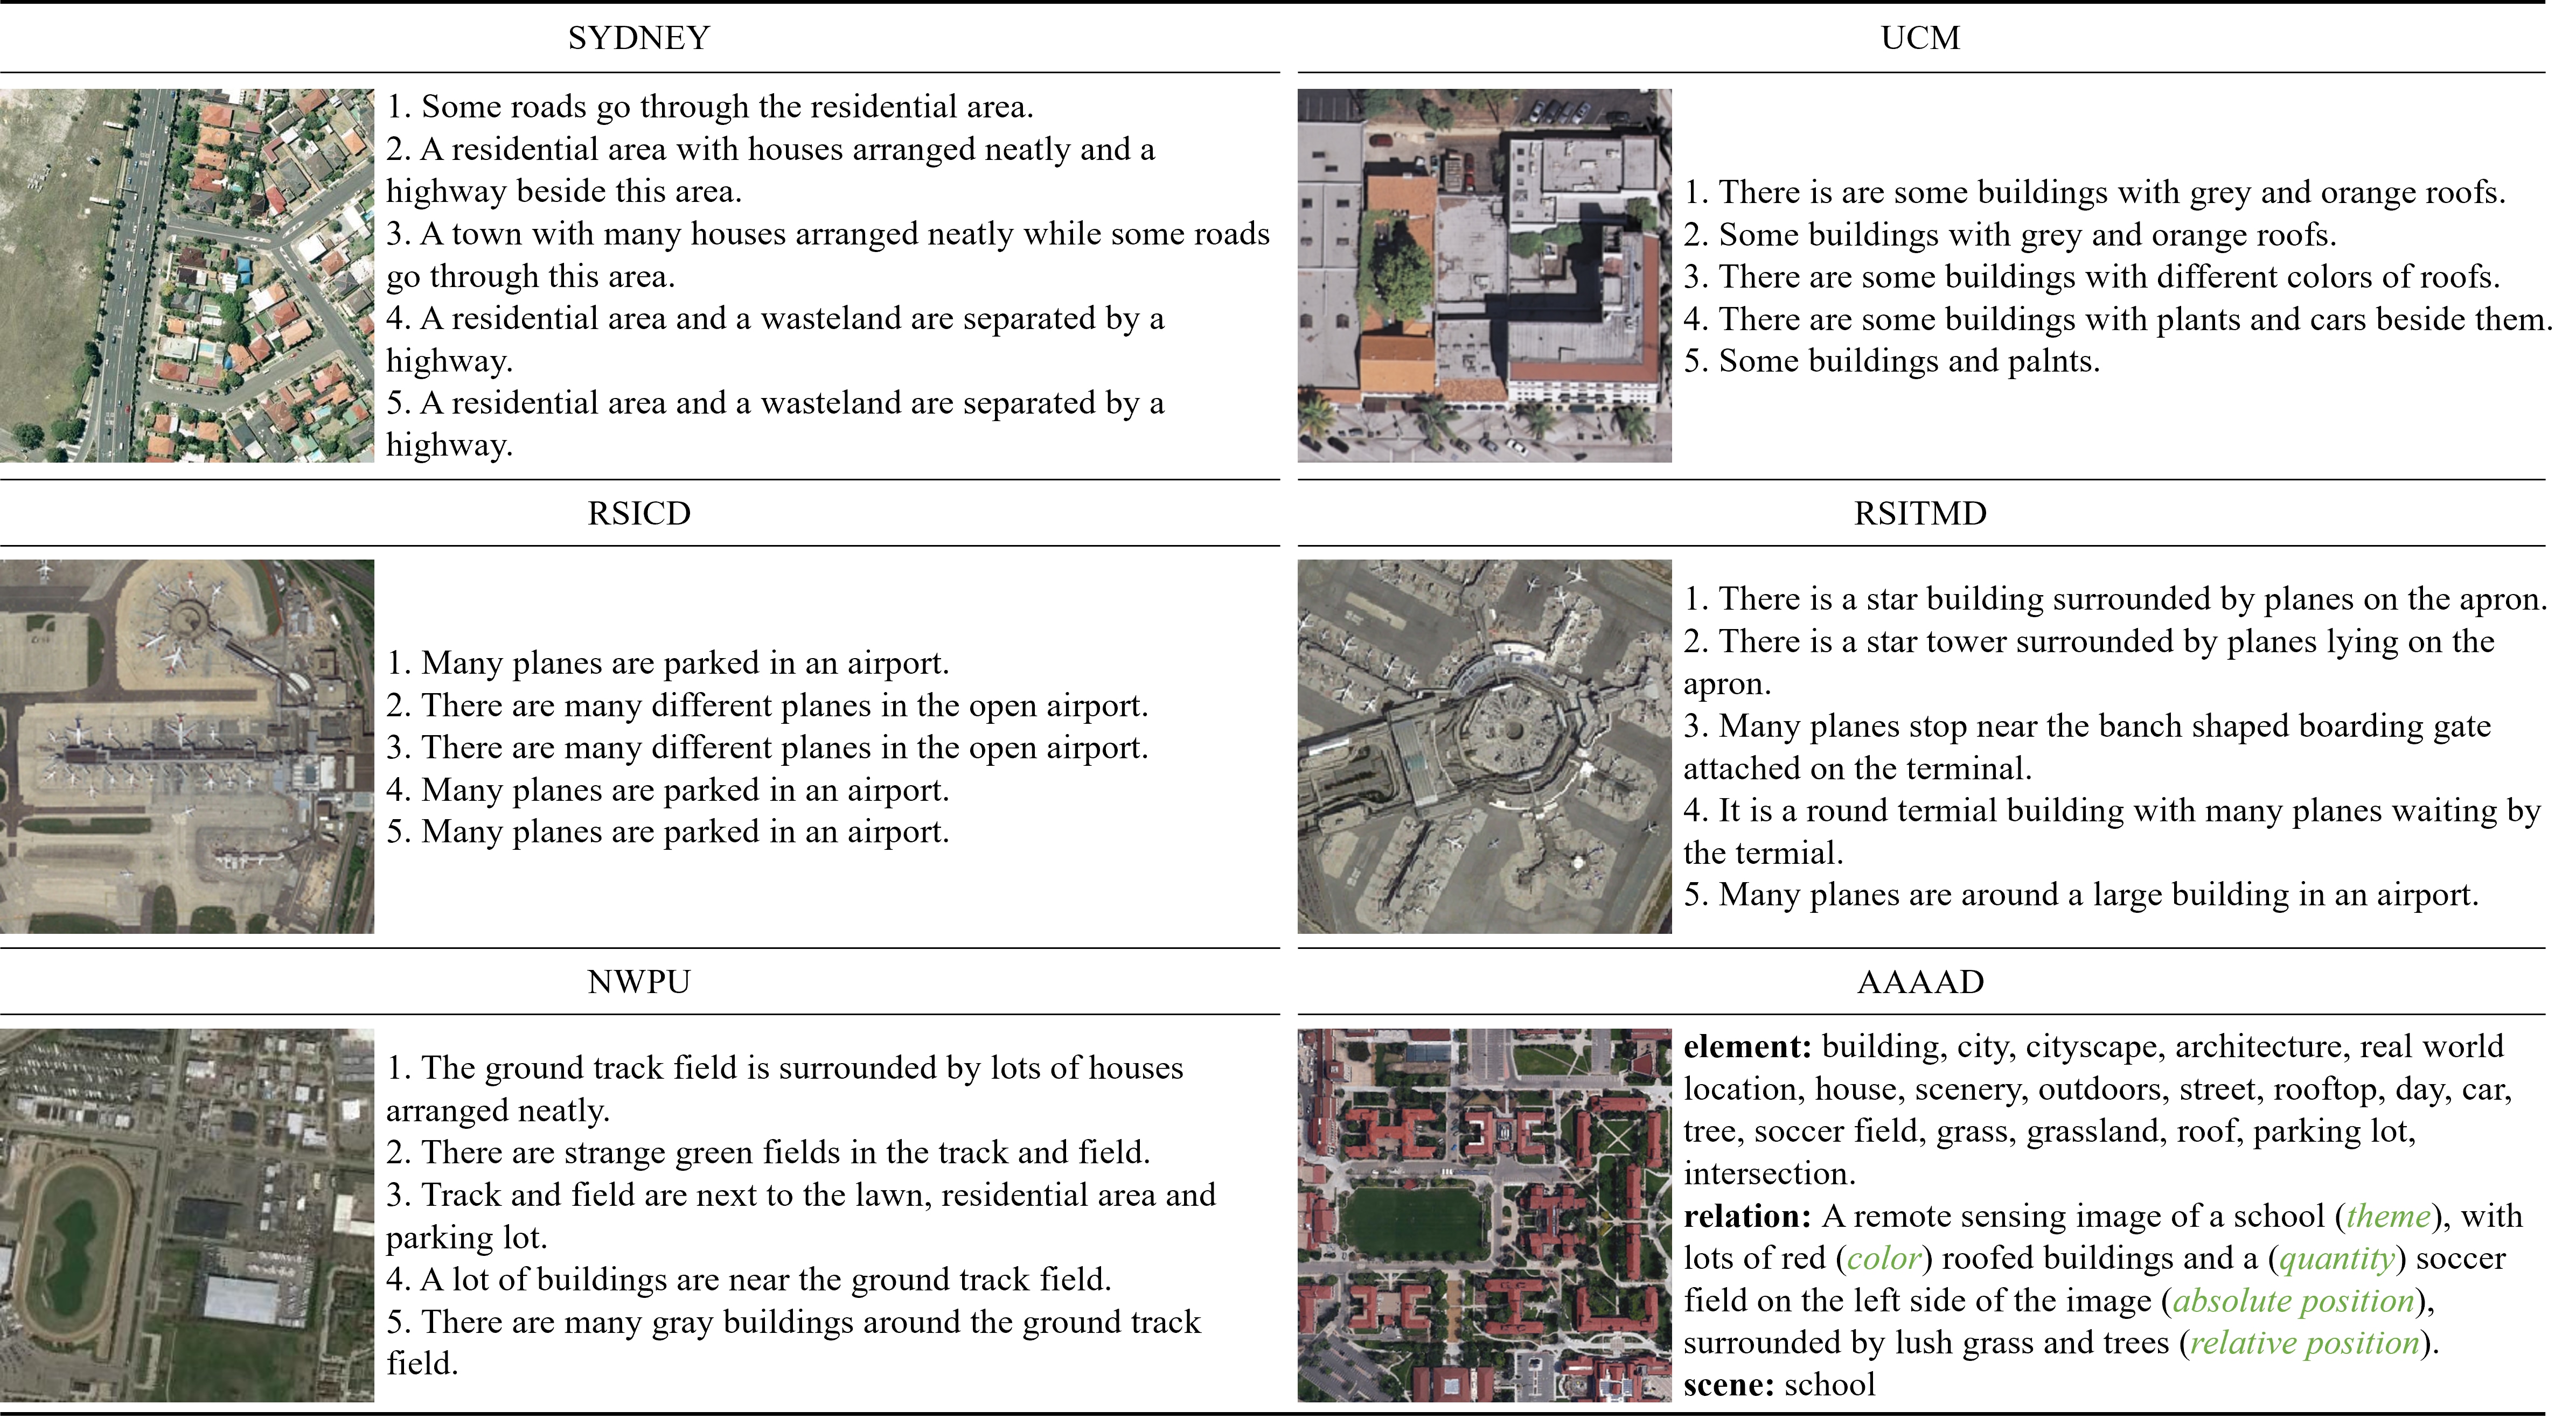 SYDNEY
1. Some roads go through the residential area.
2. A residential area with houses arranged neatly and a
highway beside this area.
3. A town with many houses arranged neatly while some roads
go through this area.
4. A residential area and a wasteland are separated by a
highway.
5. A residential area and a wasteland are separated by a
highway.
UCM
1. There is are some buildings with grey and orange roofs.
2. Some buildings with grey and orange roofs.
3. There are some buildings with different colors of roofs.
4. There are some buildings with plants and cars beside them.
5. Some buildings and palnts.
RSICD
1. Many planes are parked in an airport.
2. There are many different planes in the open airport.
3. There are many different planes in the open airport.
4. Many planes are parked in an airport.
5. Many planes are parked in an airport.
RSITMD
1. There is a star building surrounded by planes on the apron.
2. There is a star tower surrounded by planes lying on the
apron.
3. Many planes stop near the banch shaped boarding gate
attached on the terminal.
4. It is a round termial building with many planes waiting by
the termial.
5. Many planes are around a large building in an airport.
NWPU
1. The ground track field is surrounded by lots of houses
arranged neatly.
2. There are strange green fields in the track and field.
3. Track and field are next to the lawn, residential area and
parking lot.
4. A lot of buildings are near the ground track field.
5. There are many gray buildings around the ground track
field.
AAAAD
element: building, city, cityscape, architecture, real world
location, house, scenery, outdoors, street, rooftop, day, car,
tree, soccer field, grass, grassland, roof, parking lot,
intersection.
relation: A remote sensing image of a school (theme), with
lots of red (color) roofed buildings and a (quantity) soccer
field on the left side of the image (absolute position),
surrounded by lush grass and trees (relative position).
scene: school